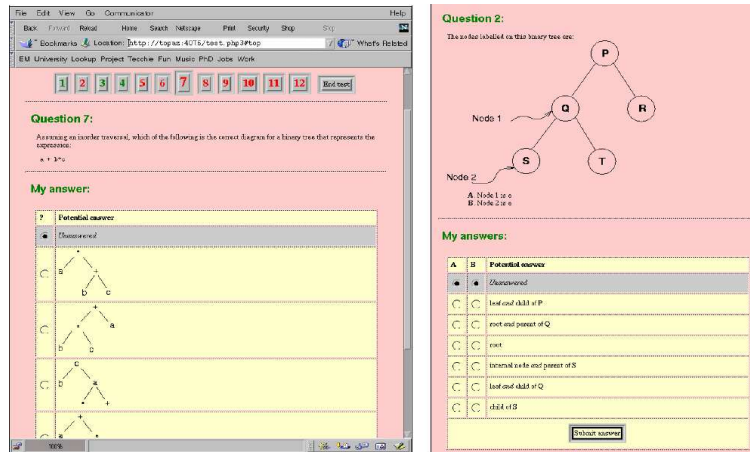 File Edit View Go Communicator Help
Back Forward Reload Home Search Netscape Print Security Shop Stop
Bookmarks Location: http://topaz:4076/test.php3#top What's Related
EM University Lookup Project Techie Fun Music PhD Jobs Work
1 2 3 4 5 6 7 8 9 10 11 12 End test
Question 7:
Assuming an inorder traversal, which of the following is the correct diagram for a binary tree that represents the
expression:
a + b*c
My answer:
? Potential answer
Unanswered
*
a +
b c
+
* a
b c
c
b a
* +
+
a *
100%
Question 2:
The nodes labelled on this binary tree are:
P
Node 1 Q R
Node 2 S T
A. Node 1 is a
B. Node 2 is a
My answers:
A B Potential answer
Unanswered
leaf and child of P
root and parent of Q
root
internal node and parent of S
leaf and child of Q
child of S
Submit answer